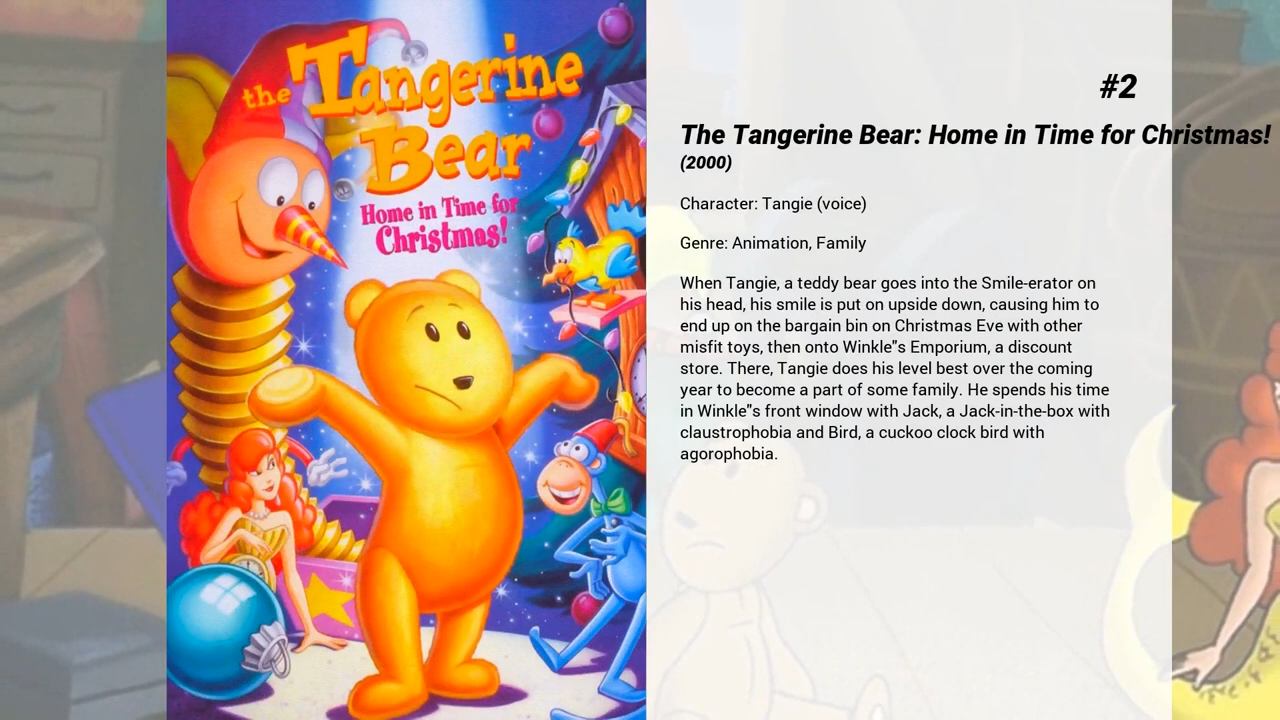 the Tangerine
Bear
Home in Time for
Christmas!
#2
The Tangerine Bear: Home in Time for Christmas!
(2000)
Character: Tangie (voice)
Genre: Animation, Family
When Tangie, a teddy bear goes into the Smile-erator on
his head, his smile is put on upside down, causing him to
end up on the bargain bin on Christmas Eve with other
misfit toys, then onto Winkle"s Emporium, a discount
store. There, Tangie does his level best over the coming
year to become a part of some family. He spends his time
in Winkle"s front window with Jack, a Jack-in-the-box with
claustrophobia and Bird, a cuckoo clock bird with
agorophobia.